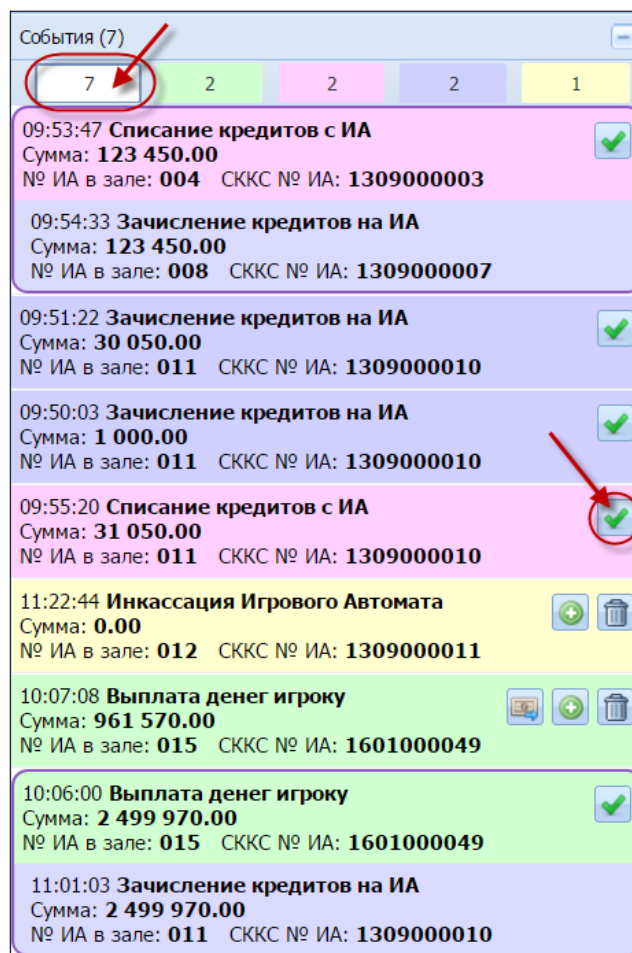 События (7)
7 2 2 2 1
09:53:47 Списание кредитов с ИА
Сумма: 123 450.00
№ ИА в зале: 004 СККС № ИА: 1309000003
09:54:33 Зачисление кредитов на ИА
Сумма: 123 450.00
№ ИА в зале: 008 СККС № ИА: 1309000007
09:51:22 Зачисление кредитов на ИА
Сумма: 30 050.00
№ ИА в зале: 011 СККС № ИА: 1309000010
09:50:03 Зачисление кредитов на ИА
Сумма: 1 000.00
№ ИА в зале: 011 СККС № ИА: 1309000010
09:55:20 Списание кредитов с ИА
Сумма: 31 050.00
№ ИА в зале: 011 СККС № ИА: 1309000010
11:22:44 Инкассация Игрового Автомата
Сумма: 0.00
№ ИА в зале: 012 СККС № ИА: 1309000011
10:07:08 Выплата денег игроку
Сумма: 961 570.00
№ ИА в зале: 015 СККС № ИА: 1601000049
10:06:00 Выплата денег игроку
Сумма: 2 499 970.00
№ ИА в зале: 015 СККС № ИА: 1601000049
11:01:03 Зачисление кредитов на ИА
Сумма: 2 499 970.00
№ ИА в зале: 011 СККС № ИА: 1309000010